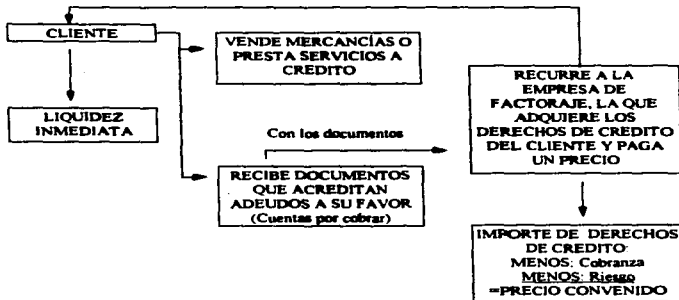 CLIENTE
VENDE MERCANCÍAS O
PRESTA SERVICIOS A
CREDITO
LIQUIDEZ
INMEDIATA
Con los documentos
RECIBE DOCUMENTOS
QUE ACREDITAN
ADEUDOS A SU FAVOR
(Cuentas por cobrar)
RECURRE A LA
EMPRESA DE
FACTORAJE, LA QUE
ADQUIERE LOS
DERECHOS DE CREDITO
DEL CLIENTE Y PAGA
UN PRECIO
IMPORTE DE DERECHOS
DE CREDITO:
MENOS: Cobranza
MENOS: Riesgo
=PRECIO CONVENIDO